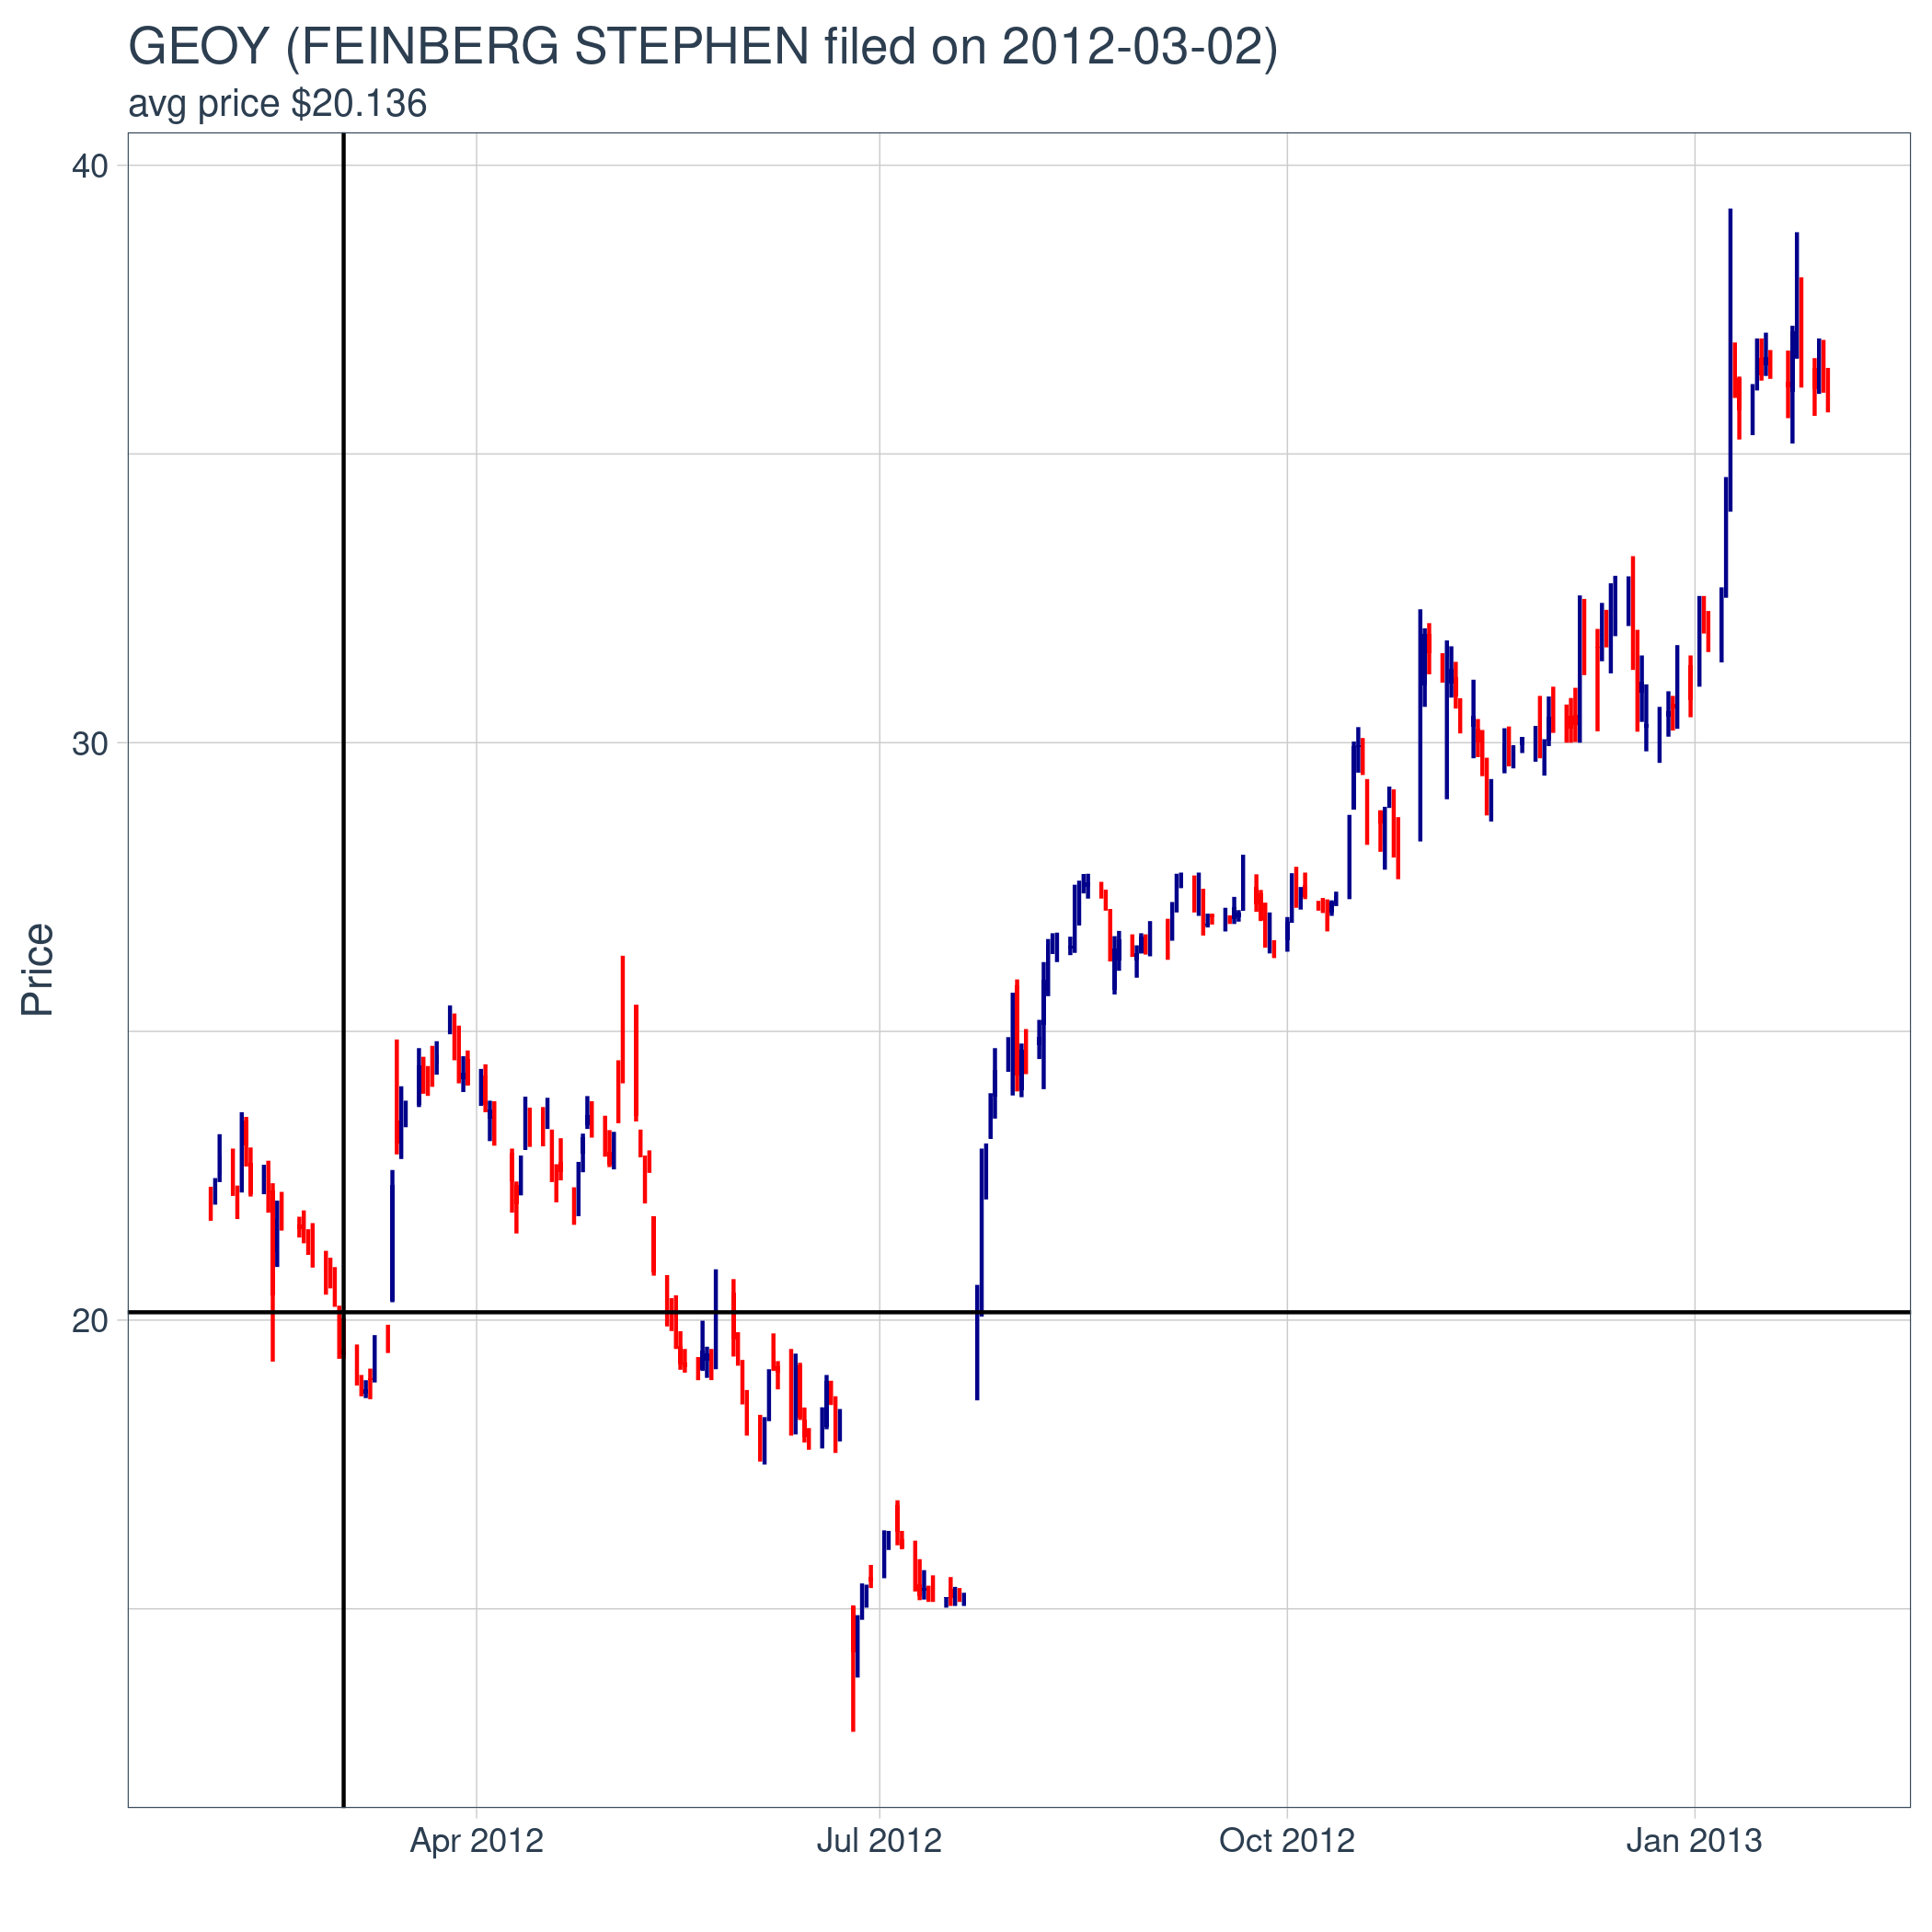 GEOY (FEINBERG STEPHEN filed on 2012-03-02)
avg price $20.136
40
30
20
Price
Apr 2012
Jul 2012
Oct 2012
Jan 2013